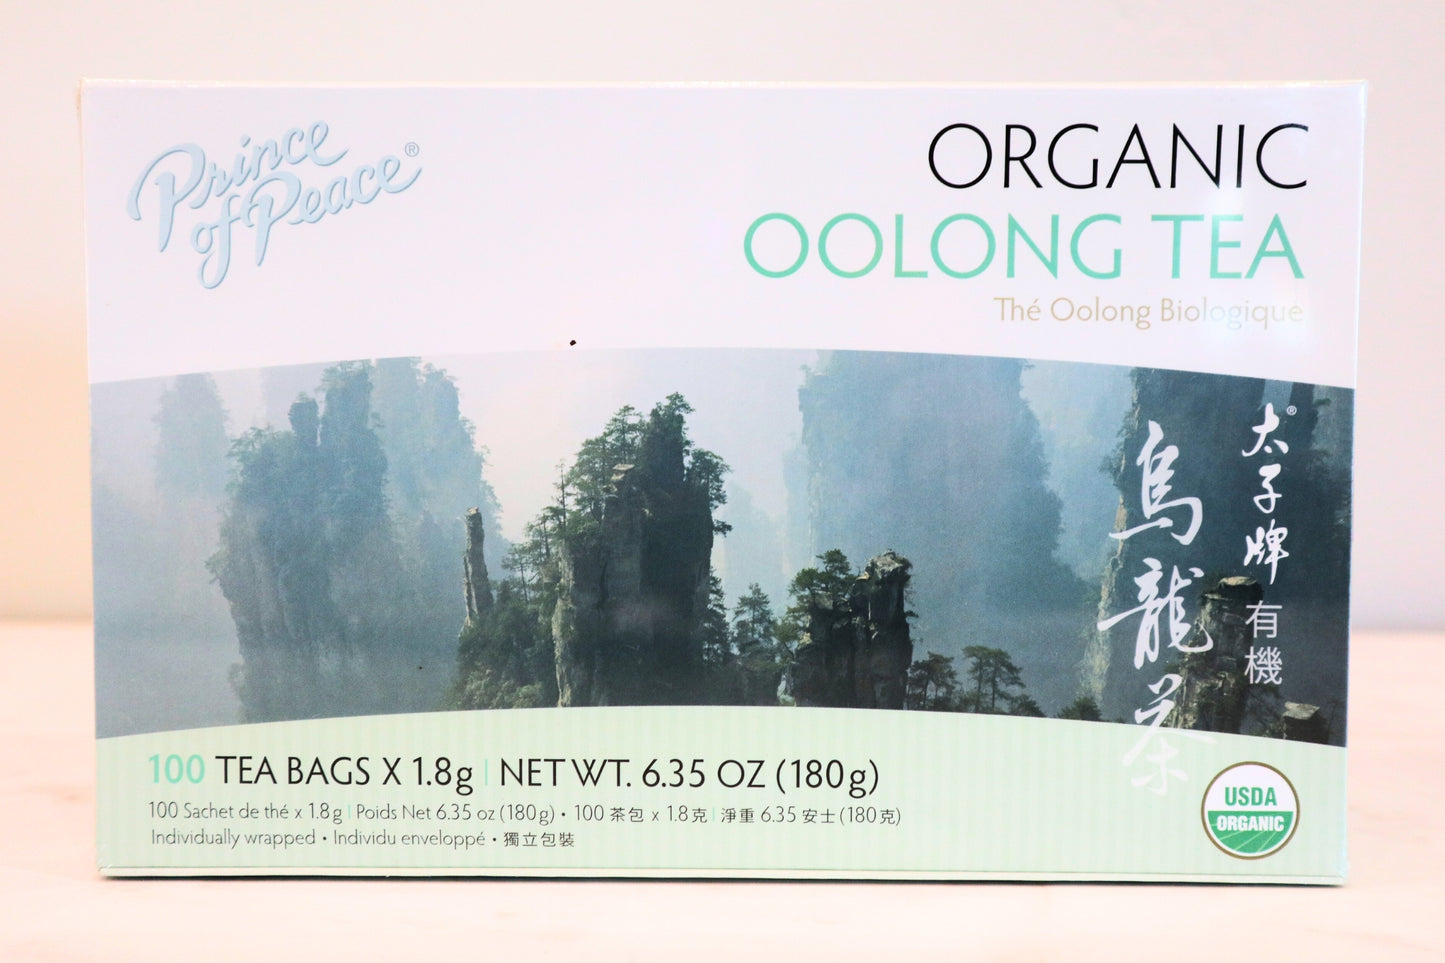 Prince
of Peace®
ORGANIC
OOLONG TEA
Thé Oolong Biologique
太子牌® 有機
烏龍茶
100 TEA BAGS X 1.8g | NET WT. 6.35 OZ (180g)
100 Sachet de thé x 1.8g | Poids Net 6.35 oz (180g) • 100 茶包 x 1.8克 | 淨重 6.35 安士 (180克)
Individually wrapped • Individu enveloppé • 獨立包裝
USDA
ORGANIC